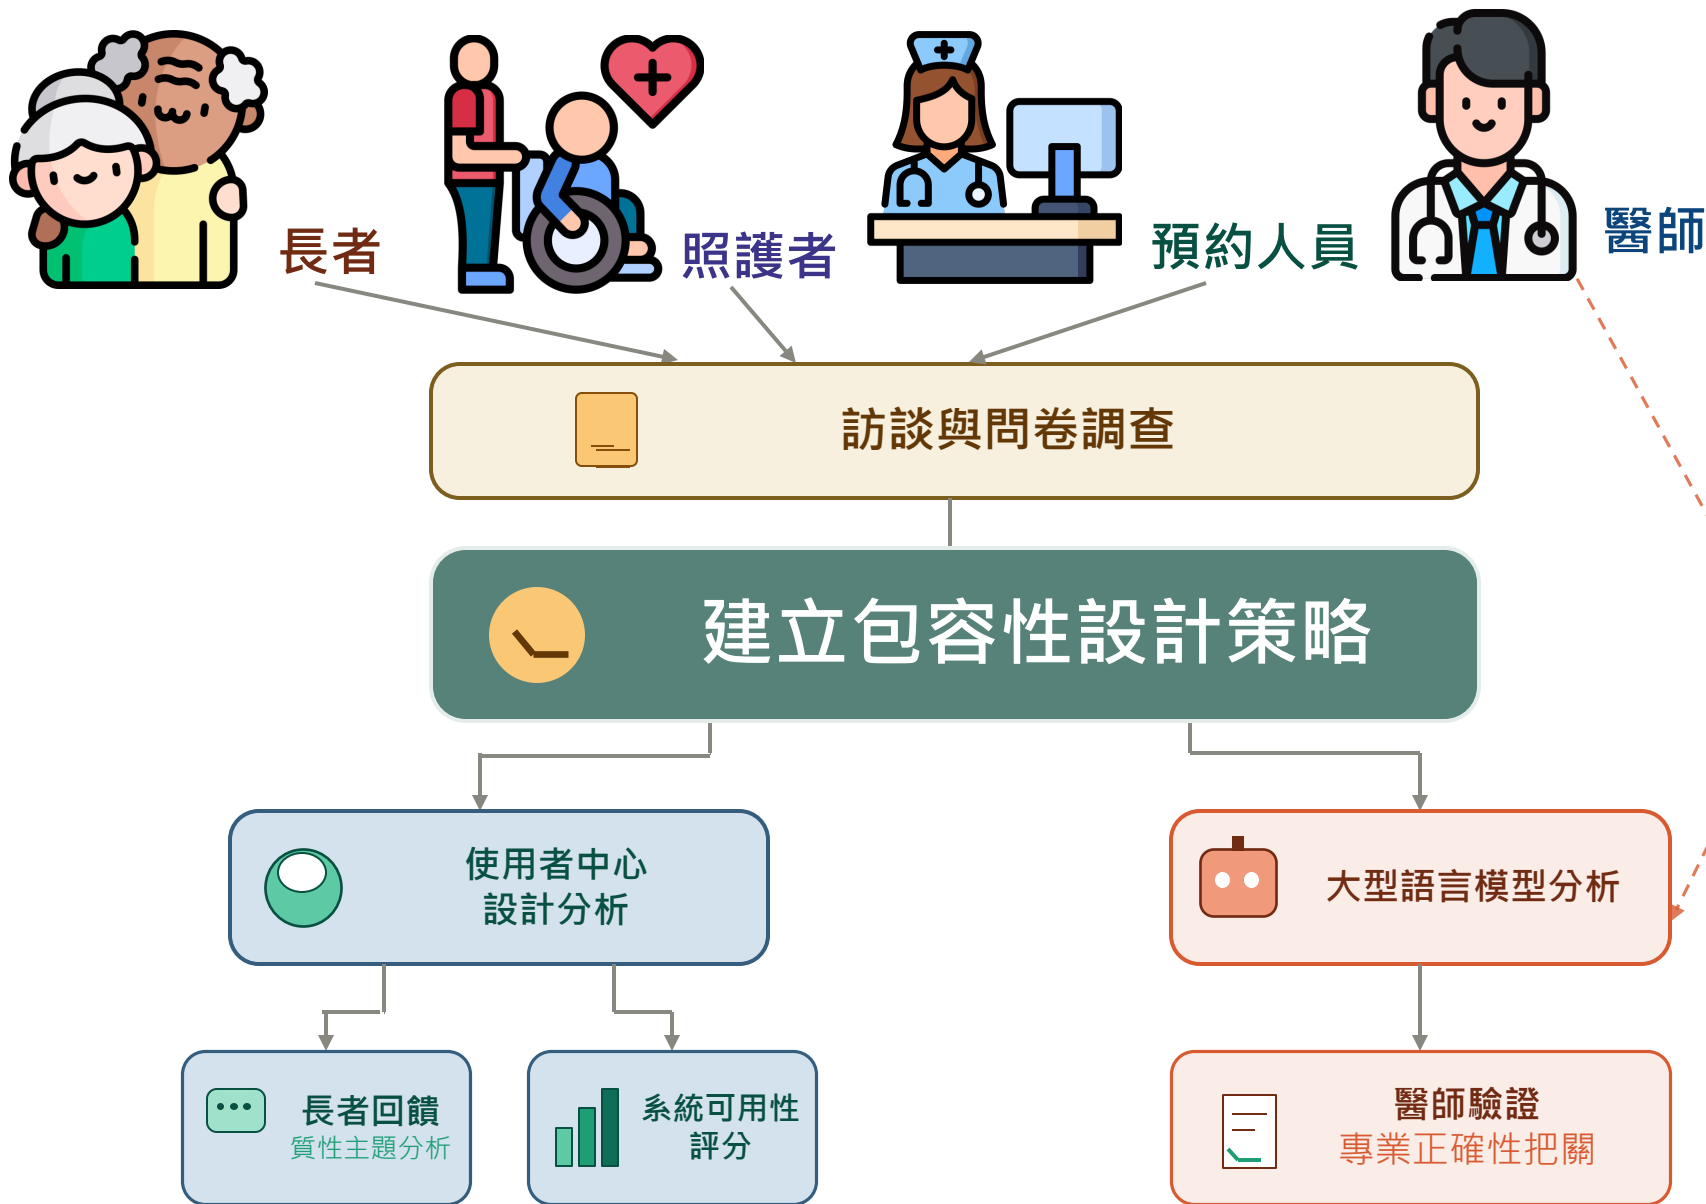 長者
照護者
預約人員
醫師
訪談與問卷調查
建立包容性設計策略
使用者中心
設計分析
大型語言模型分析
長者回饋
質性主題分析
系統可用性
評分
醫師驗證
專業正確性把關